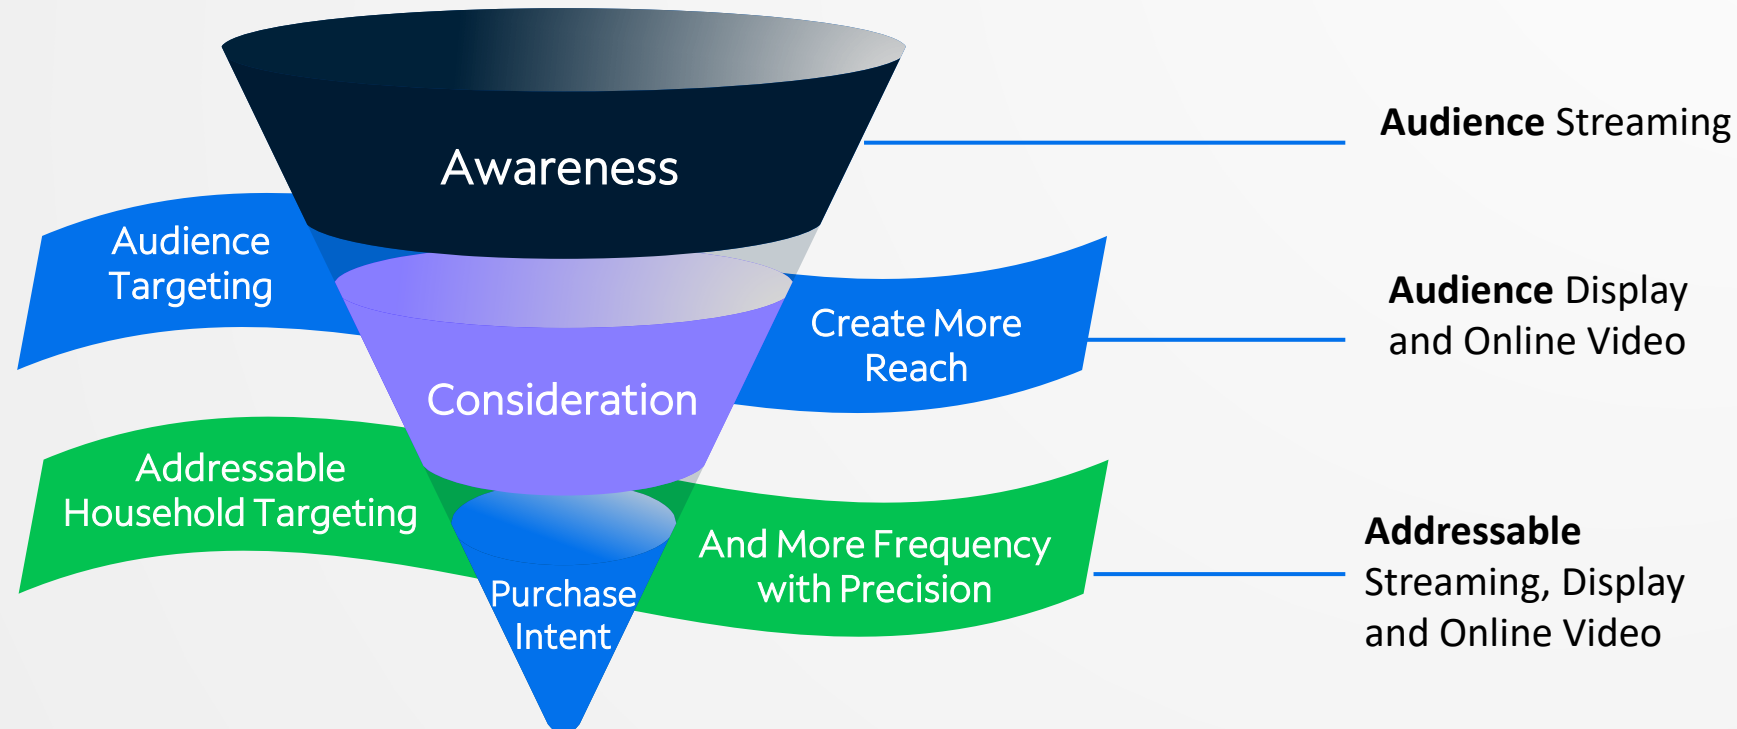 Awareness
Audience Streaming
Audience
Targeting
Create More
Reach
Audience Display
and Online Video
Consideration
Addressable
Household Targeting
And More Frequency
with Precision
Addressable
Streaming, Display
and Online Video
Purchase
Intent